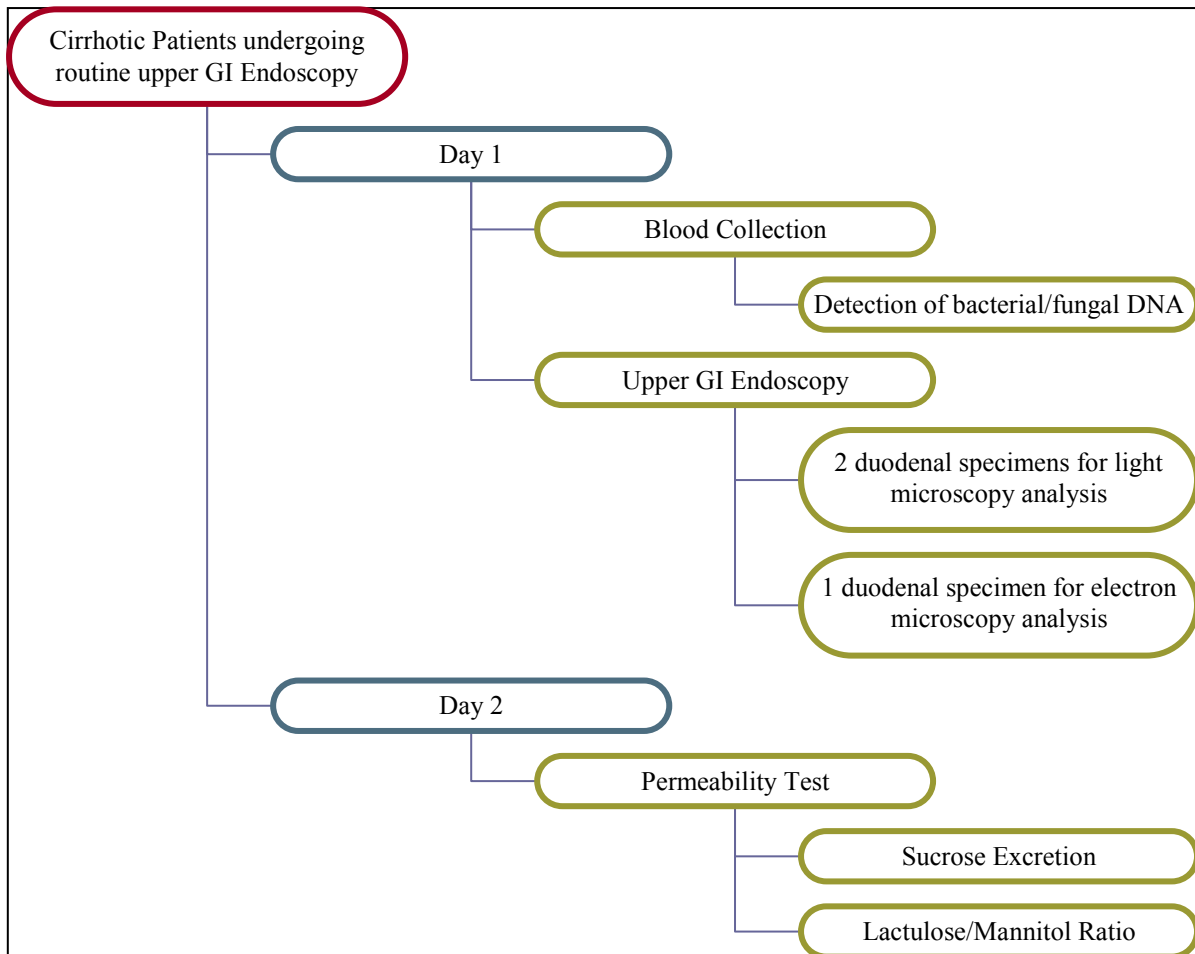 Cirrhotic Patients undergoing
routine upper GI Endoscopy
Day 1
Blood Collection
Detection of bacterial/fungal DNA
Upper GI Endoscopy
2 duodenal specimens for light
microscopy analysis
1 duodenal specimen for electron
microscopy analysis
Day 2
Permeability Test
Sucrose Excretion
Lactulose/Mannitol Ratio